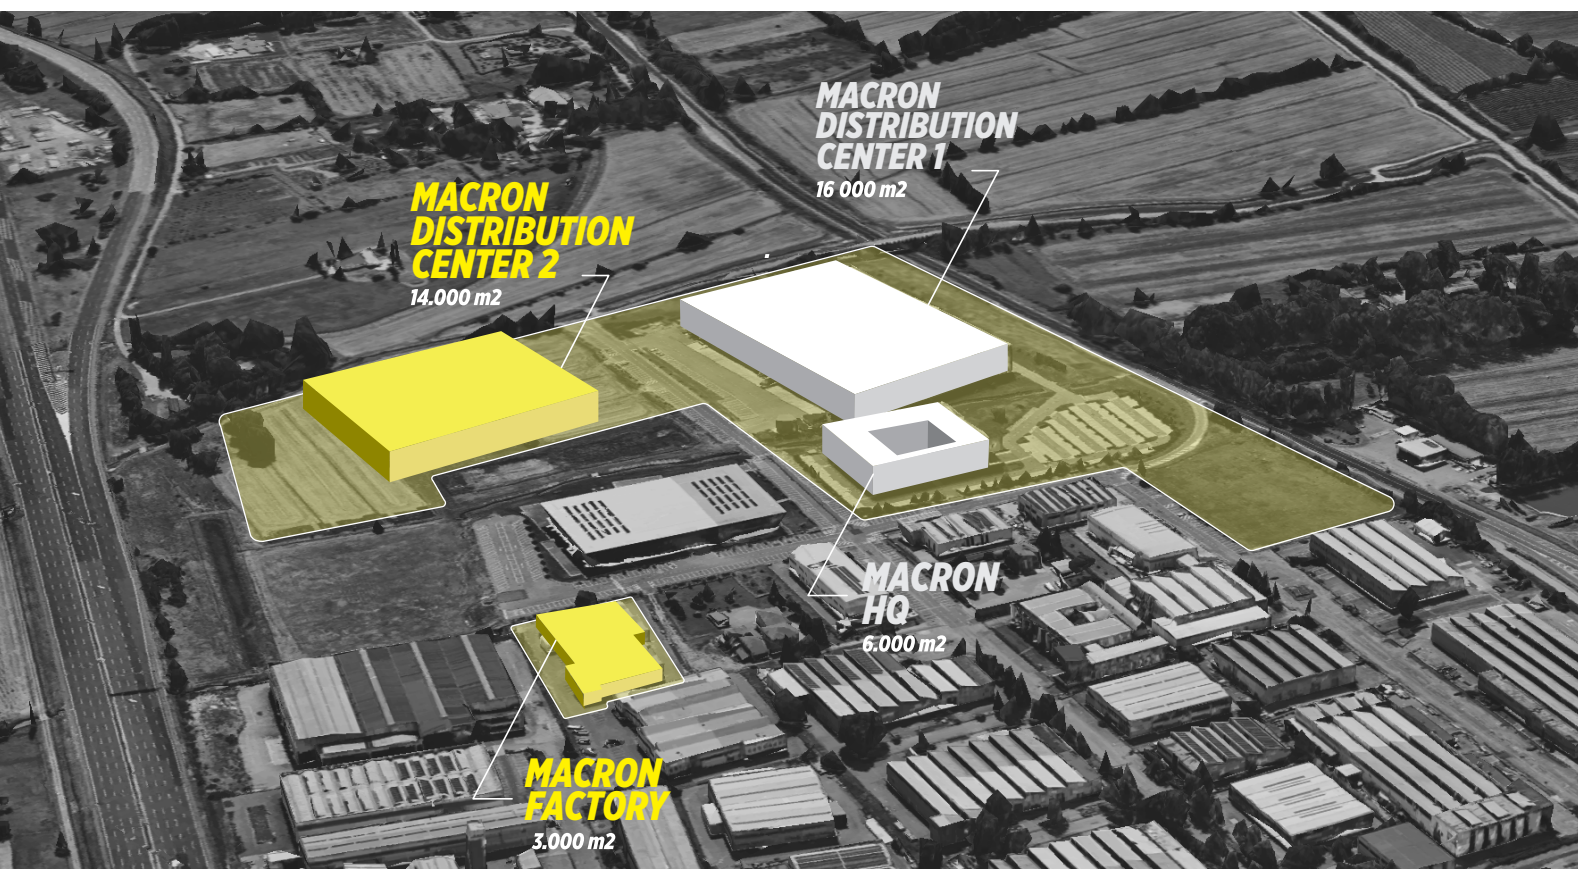 MACRON
DISTRIBUTION
CENTER 1
16 000 m2
MACRON
DISTRIBUTION
CENTER 2
14.000 m2
MACRON
HQ
6.000 m2
MACRON
FACTORY
3.000 m2